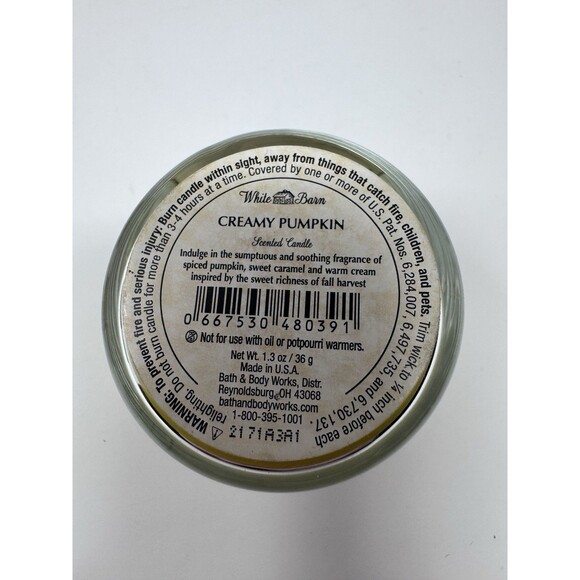 WARNING: To prevent fire and serious injury: Burn candle within sight, away from things that catch fire, children, and pets. Trim wick to ¼ inch before each
relighting. Do not burn candle for more than 3-4 hours at a time. Covered by one or more of U.S. Pat. Nos. 6,284,007, 6,497,735, and 6,730,137.
White Barn
CREAMY PUMPKIN
Scented Candle
Indulge in the sumptuous and soothing fragrance of
spiced pumpkin, sweet caramel and warm cream
inspired by the sweet richness of fall harvest
0 667530 480391
Not for use with oil or potpourri warmers.
Net Wt. 1.3 oz / 36 g
Made in U.S.A.
Bath & Body Works, Distr.
Reynoldsburg, OH 43068
bathandbodyworks.com
1-800-395-1001
2171A3A1